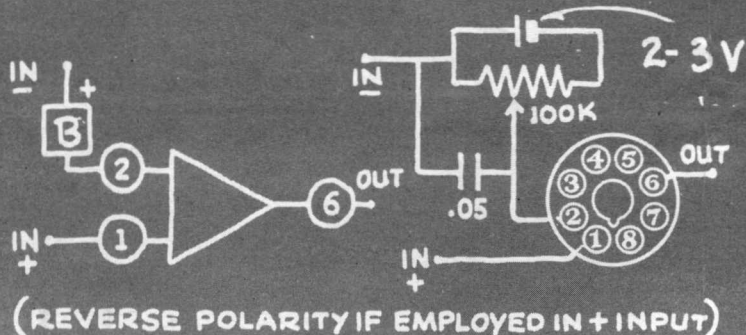 IN
-
+
B
2
1
IN
+
6
OUT
IN
-
2-3 V
100K
.05
4
5
3
6
2
7
1
8
OUT
IN
+
(REVERSE POLARITY IF EMPLOYED IN + INPUT)